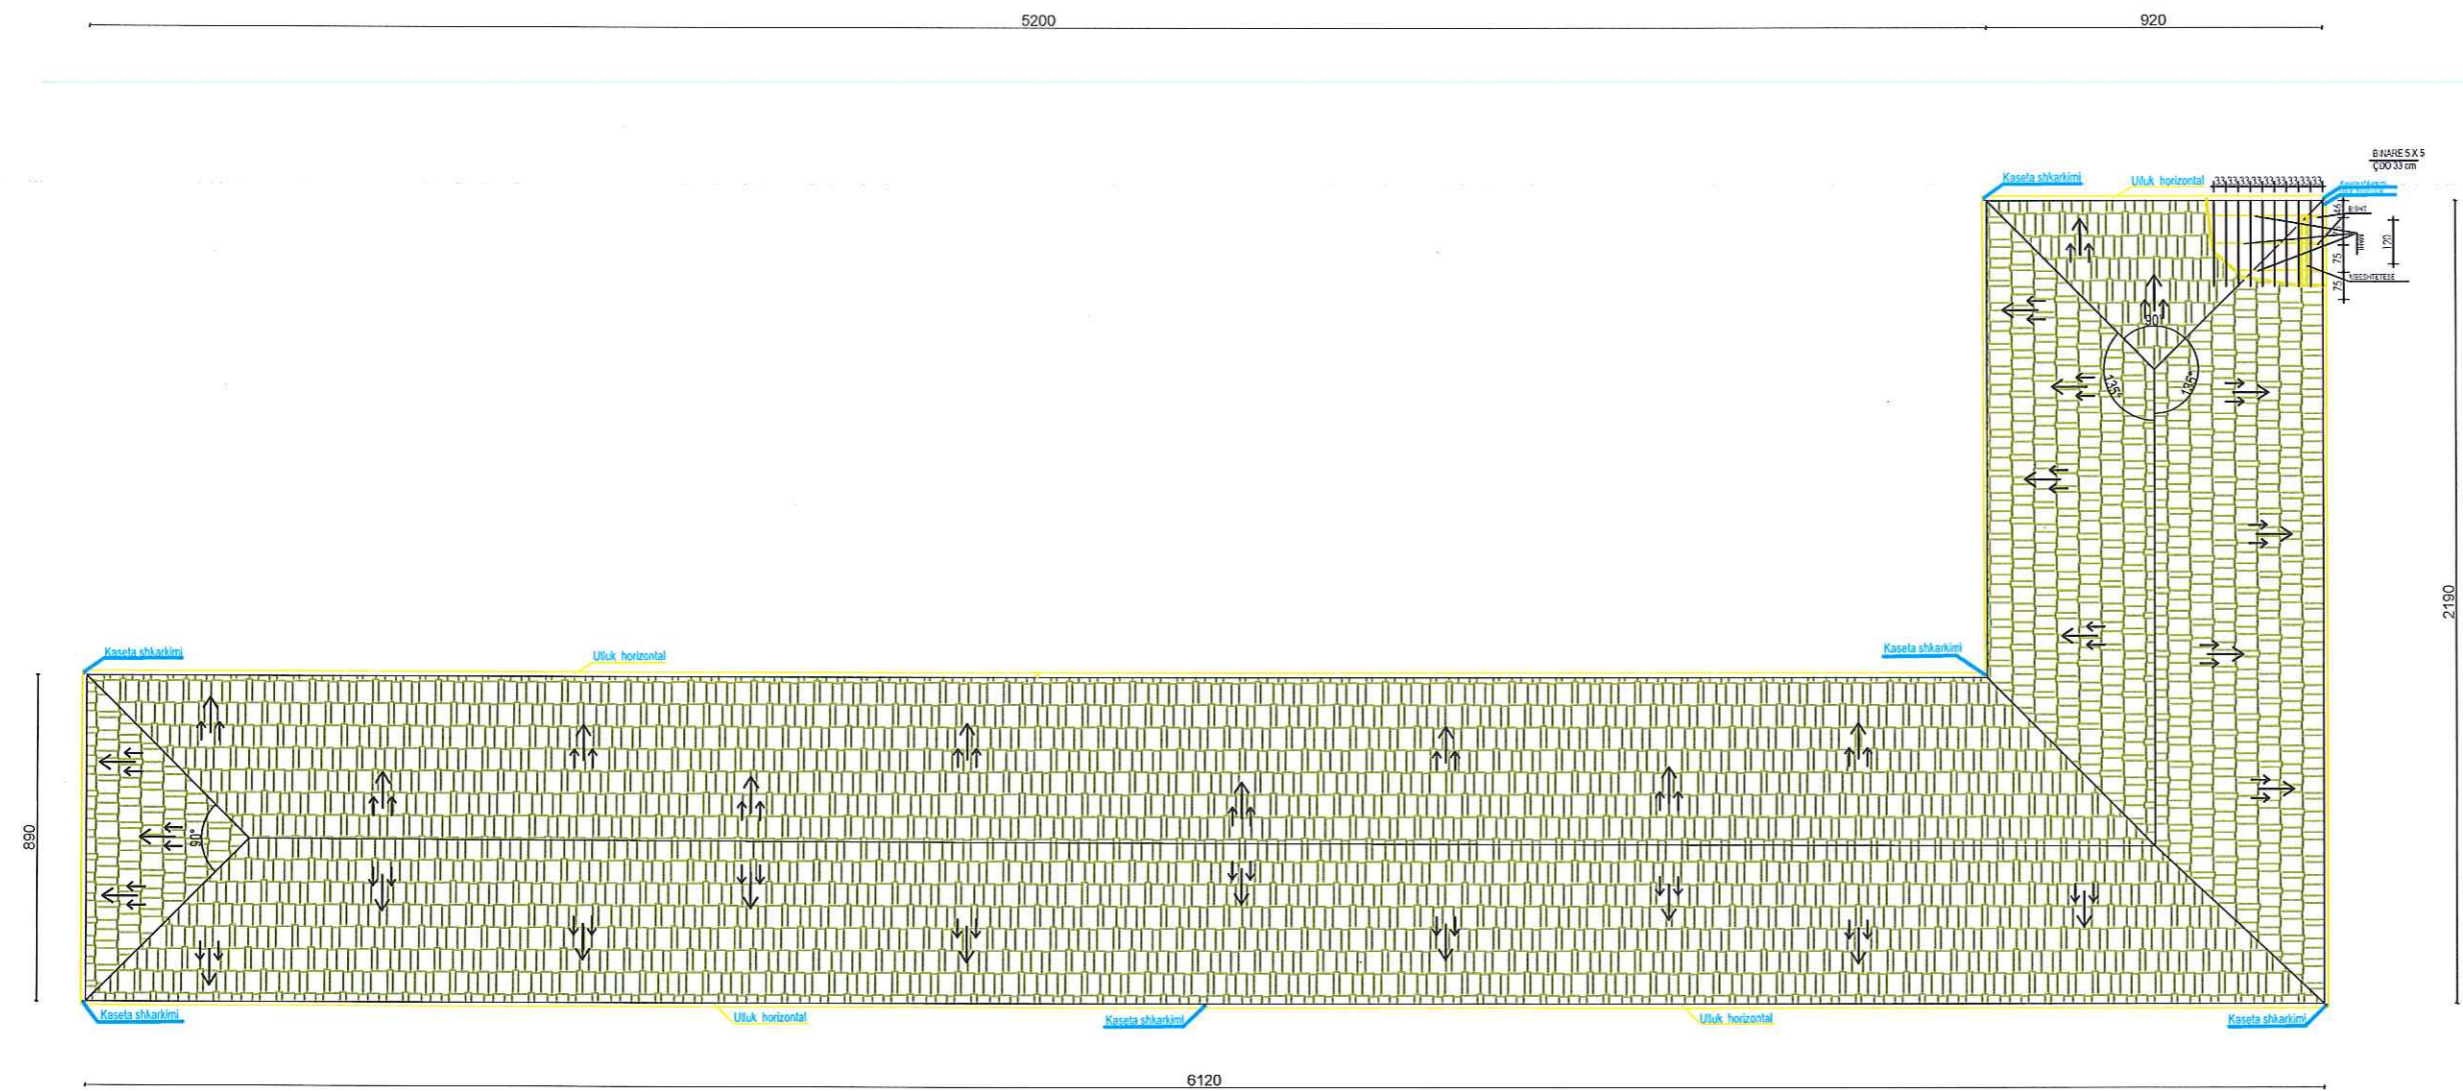 5200
920
BINARE 5 X 5
ÇDO 33 cm
Kaseta shkarkimi
Ulluk horizontal
33 33 33 33 33 33 33 33 33
46
120
75
75
90°
135°
135°
2190
Kaseta shkarkimi
Ulluk horizontal
Kaseta shkarkimi
890
90°
Kaseta shkarkimi
Ulluk horizontal
Kaseta shkarkimi
Ulluk horizontal
Kaseta shkarkimi
6120